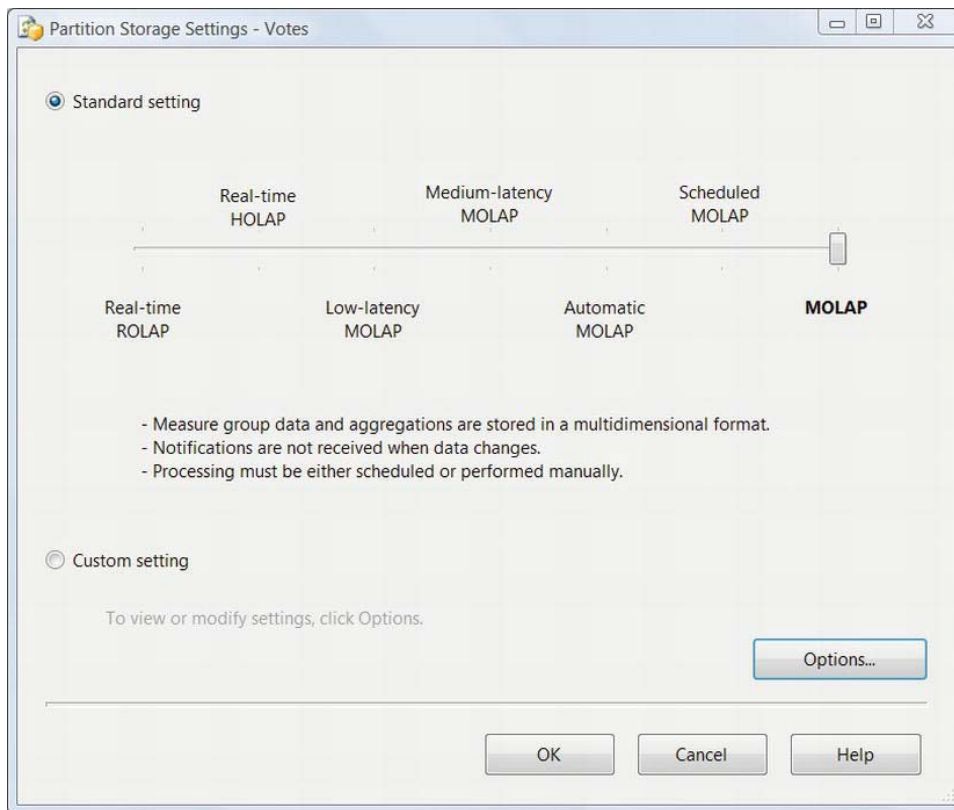 Partition Storage Settings - Votes
Standard setting
Real-time
HOLAP
Medium-latency
MOLAP
Scheduled
MOLAP
Real-time
ROLAP
Low-latency
MOLAP
Automatic
MOLAP
MOLAP
- Measure group data and aggregations are stored in a multidimensional format.
- Notifications are not received when data changes.
- Processing must be either scheduled or performed manually.
Custom setting
To view or modify settings, click Options.
Options...
OK
Cancel
Help